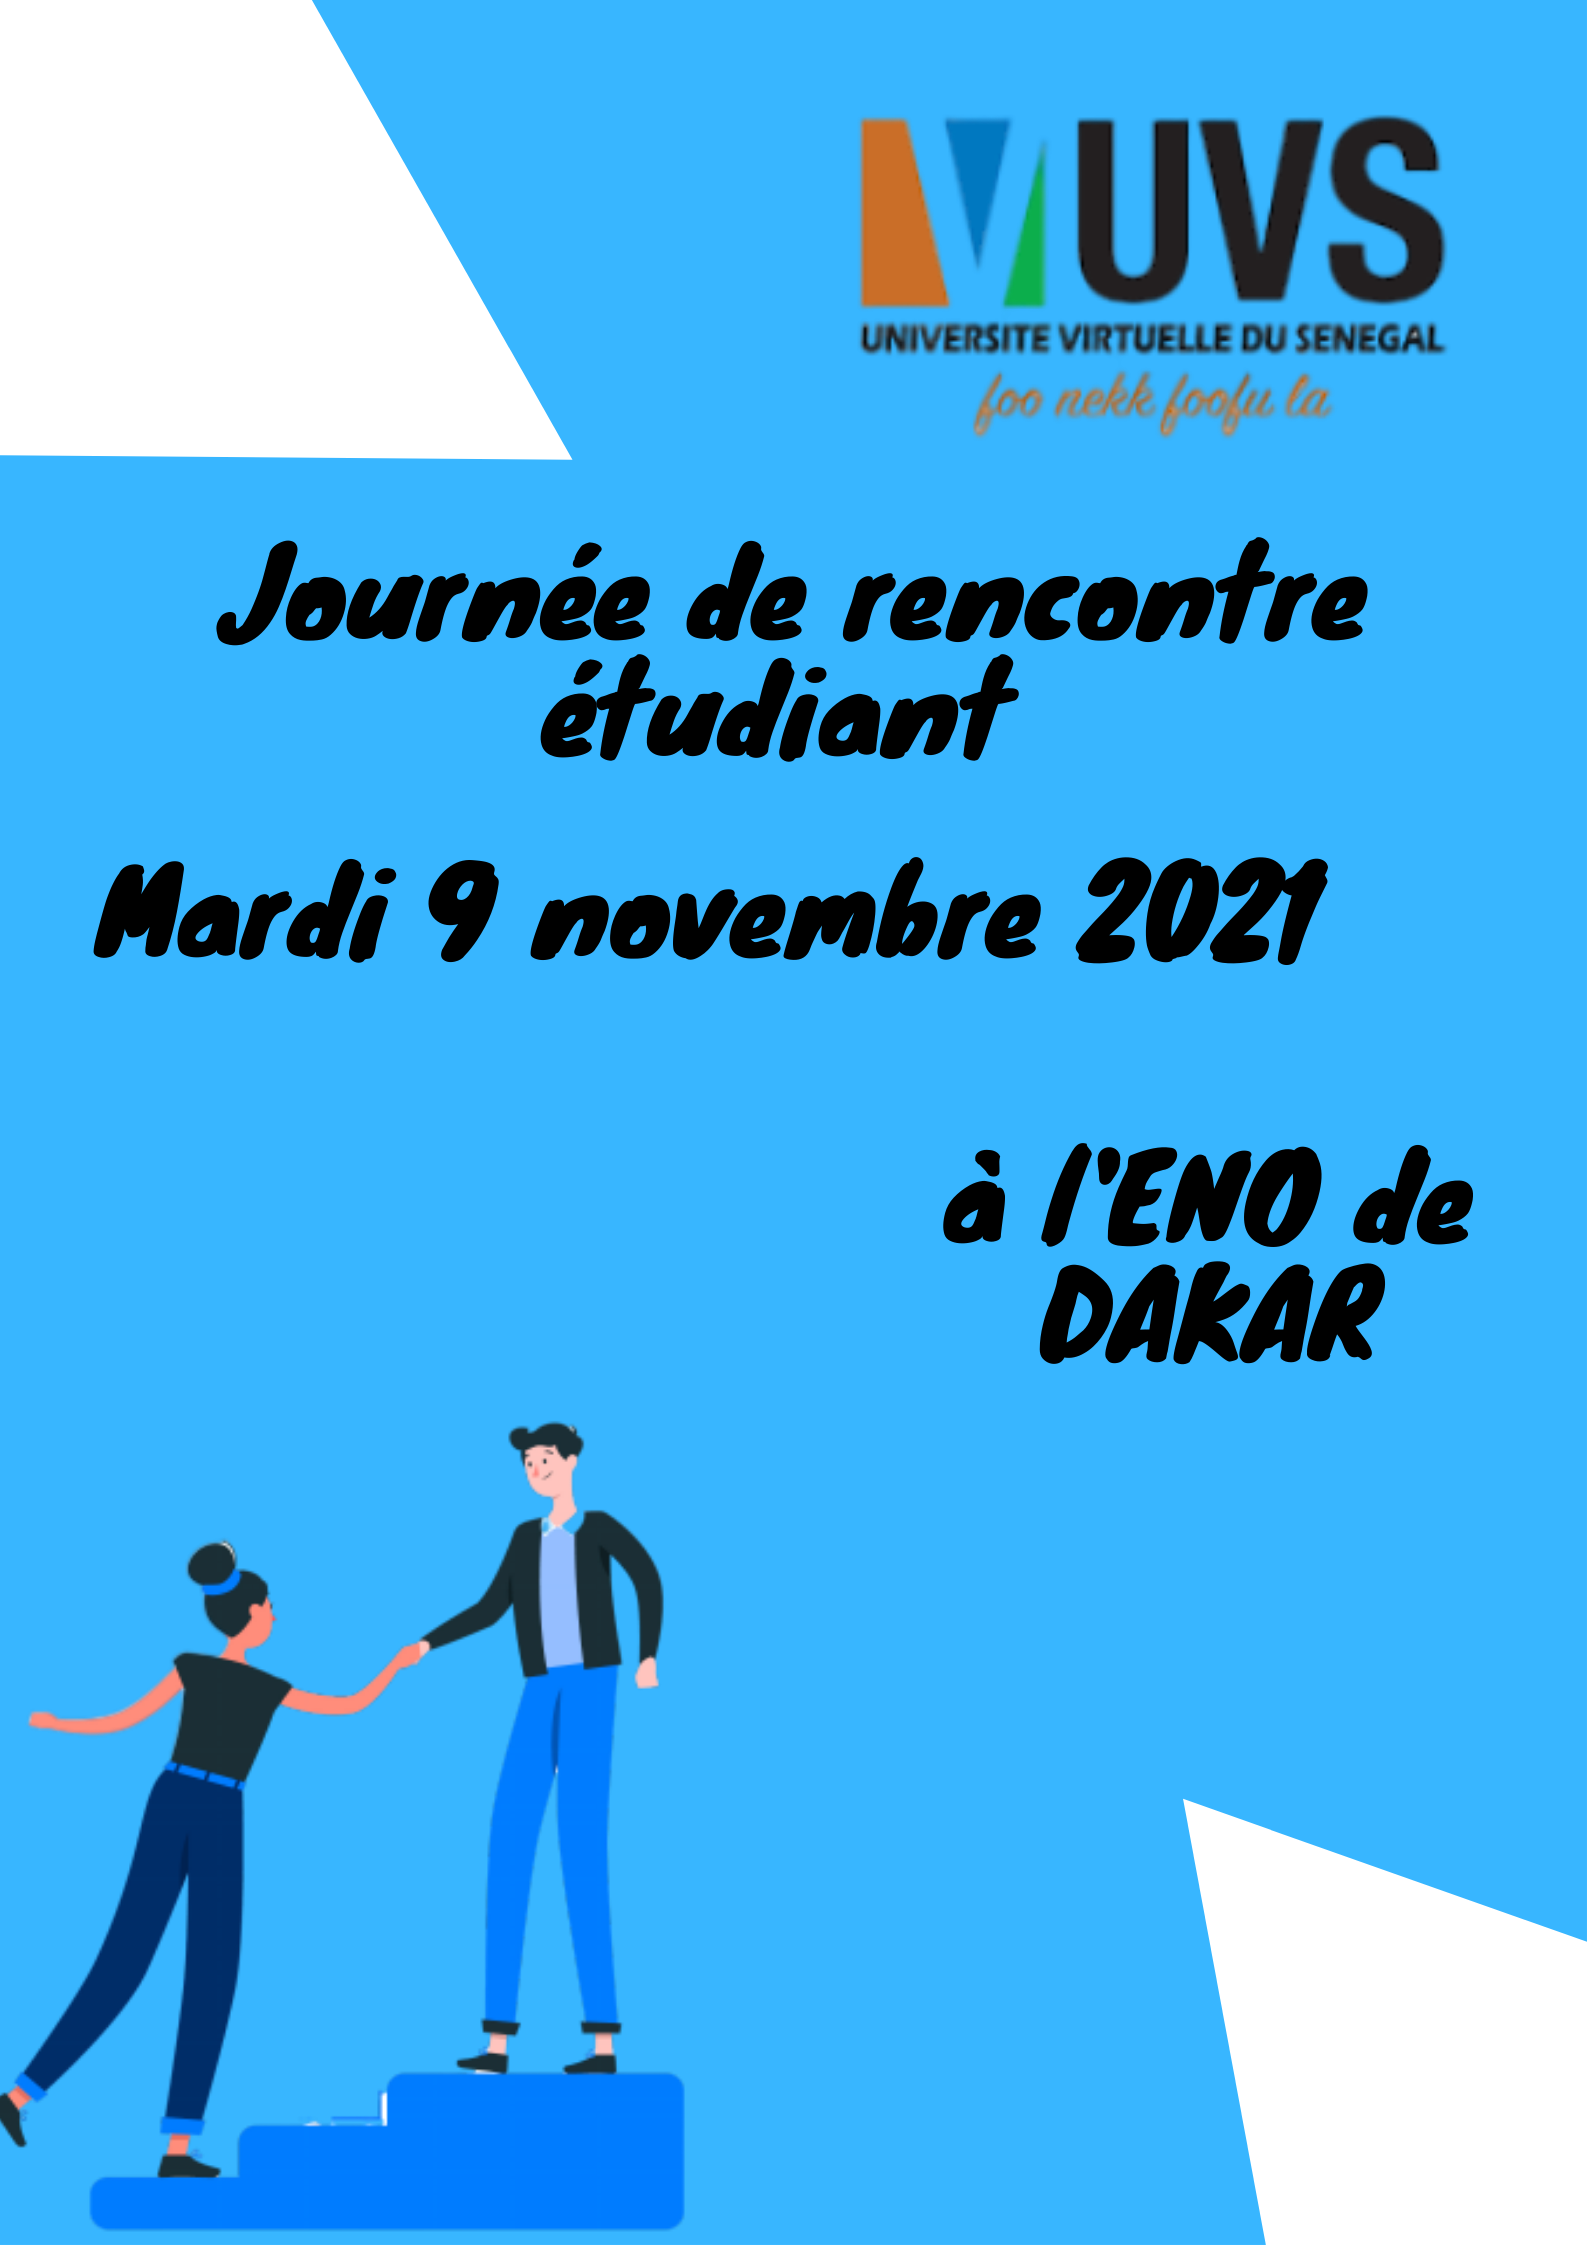 UVS
UNIVERSITE VIRTUELLE DU SENEGAL
foo nekk foofu la
Journée de rencontre
étudiant
Mardi 9 novembre 2021
à l'ENO de
DAKAR